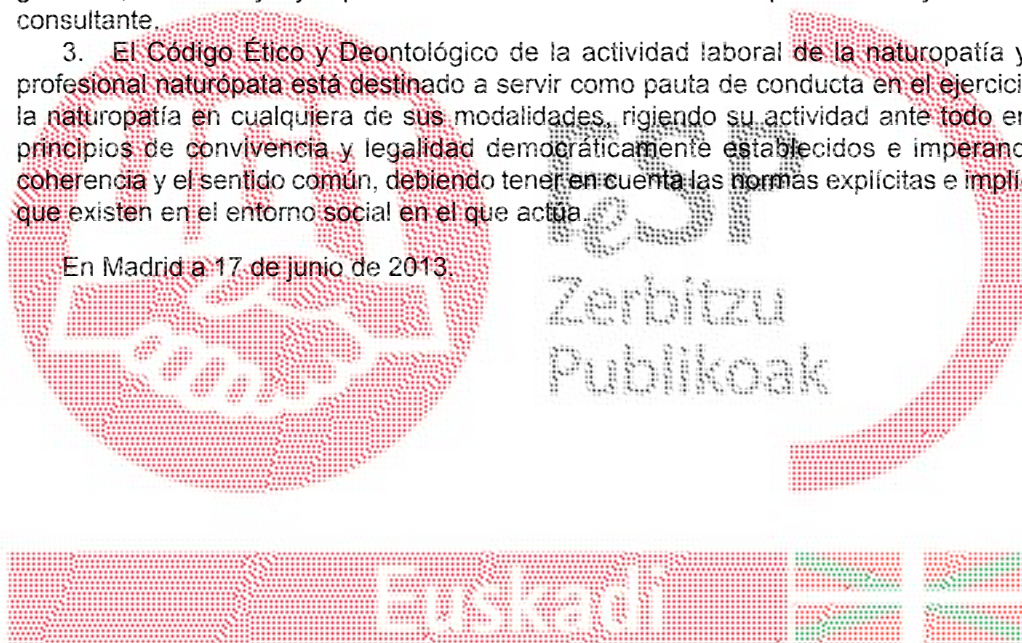 consultante.
3. El Código Ético y Deontológico de la actividad laboral de la naturopatía y
profesional naturópata está destinado a servir como pauta de conducta en el ejercici
la naturopatía en cualquiera de sus modalidades, rigiendo su actividad ante todo en
principios de convivencia y legalidad democráticamente establecidos e imperand
coherencia y el sentido común, debiendo tener en cuenta las normas explícitas e implíc
que existen en el entorno social en el que actúa.
En Madrid a 17 de junio de 2013.
FeSP
Zerbitzu
Publikoak
Euskadi